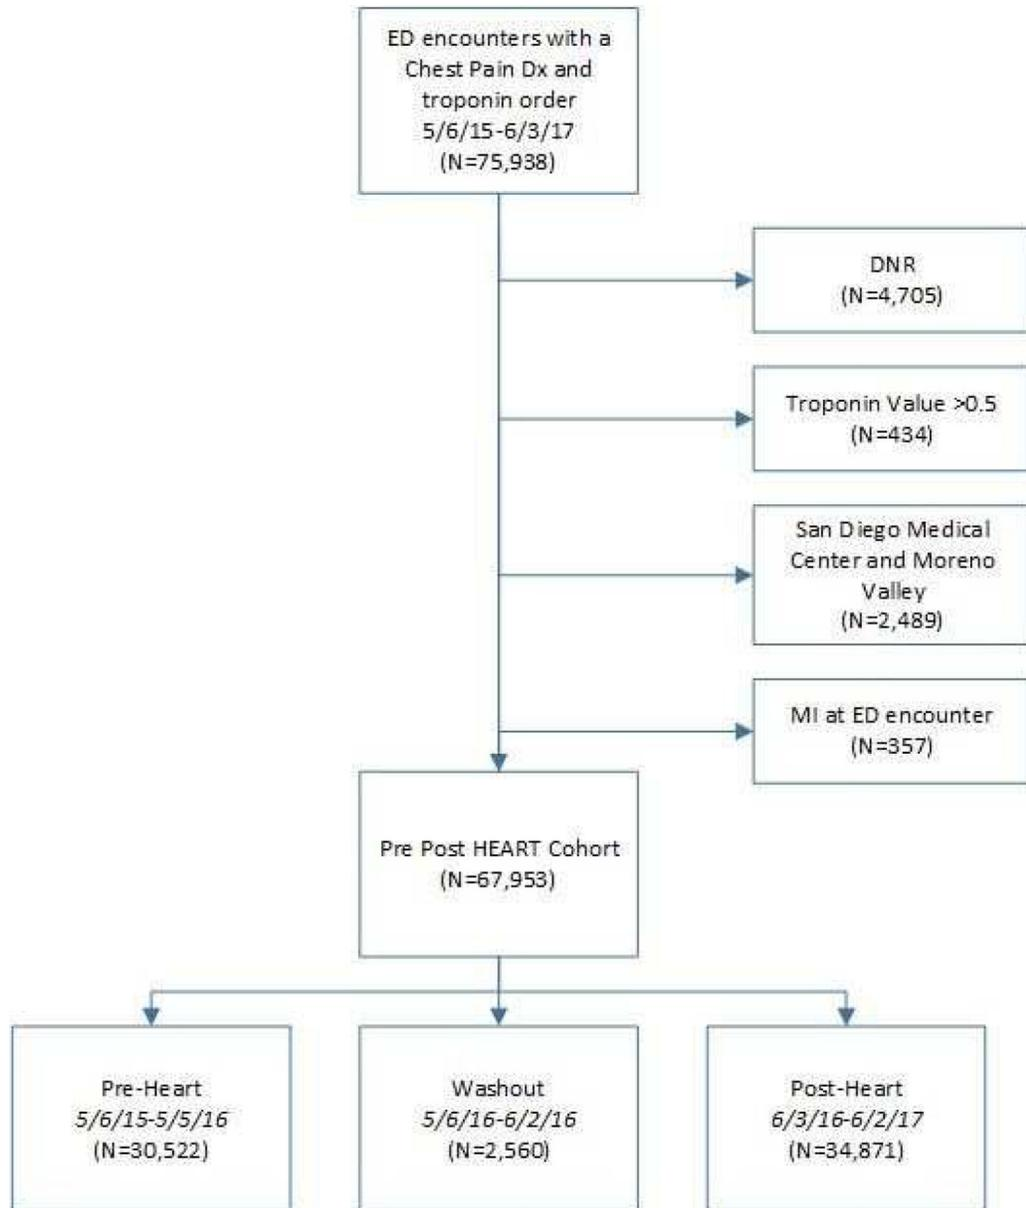 ED encounters with a
Chest Pain Dx and
troponin order
5/6/15-6/3/17
(N=75,938)
DNR
(N=4,705)
Troponin Value >0.5
(N=434)
San Diego Medical
Center and Moreno
Valley
(N=2,489)
MI at ED encounter
(N=357)
Pre Post HEART Cohort
(N=67,953)
Pre-Heart
5/6/15-5/5/16
(N=30,522)
Washout
5/6/16-6/2/16
(N=2,560)
Post-Heart
6/3/16-6/2/17
(N=34,871)